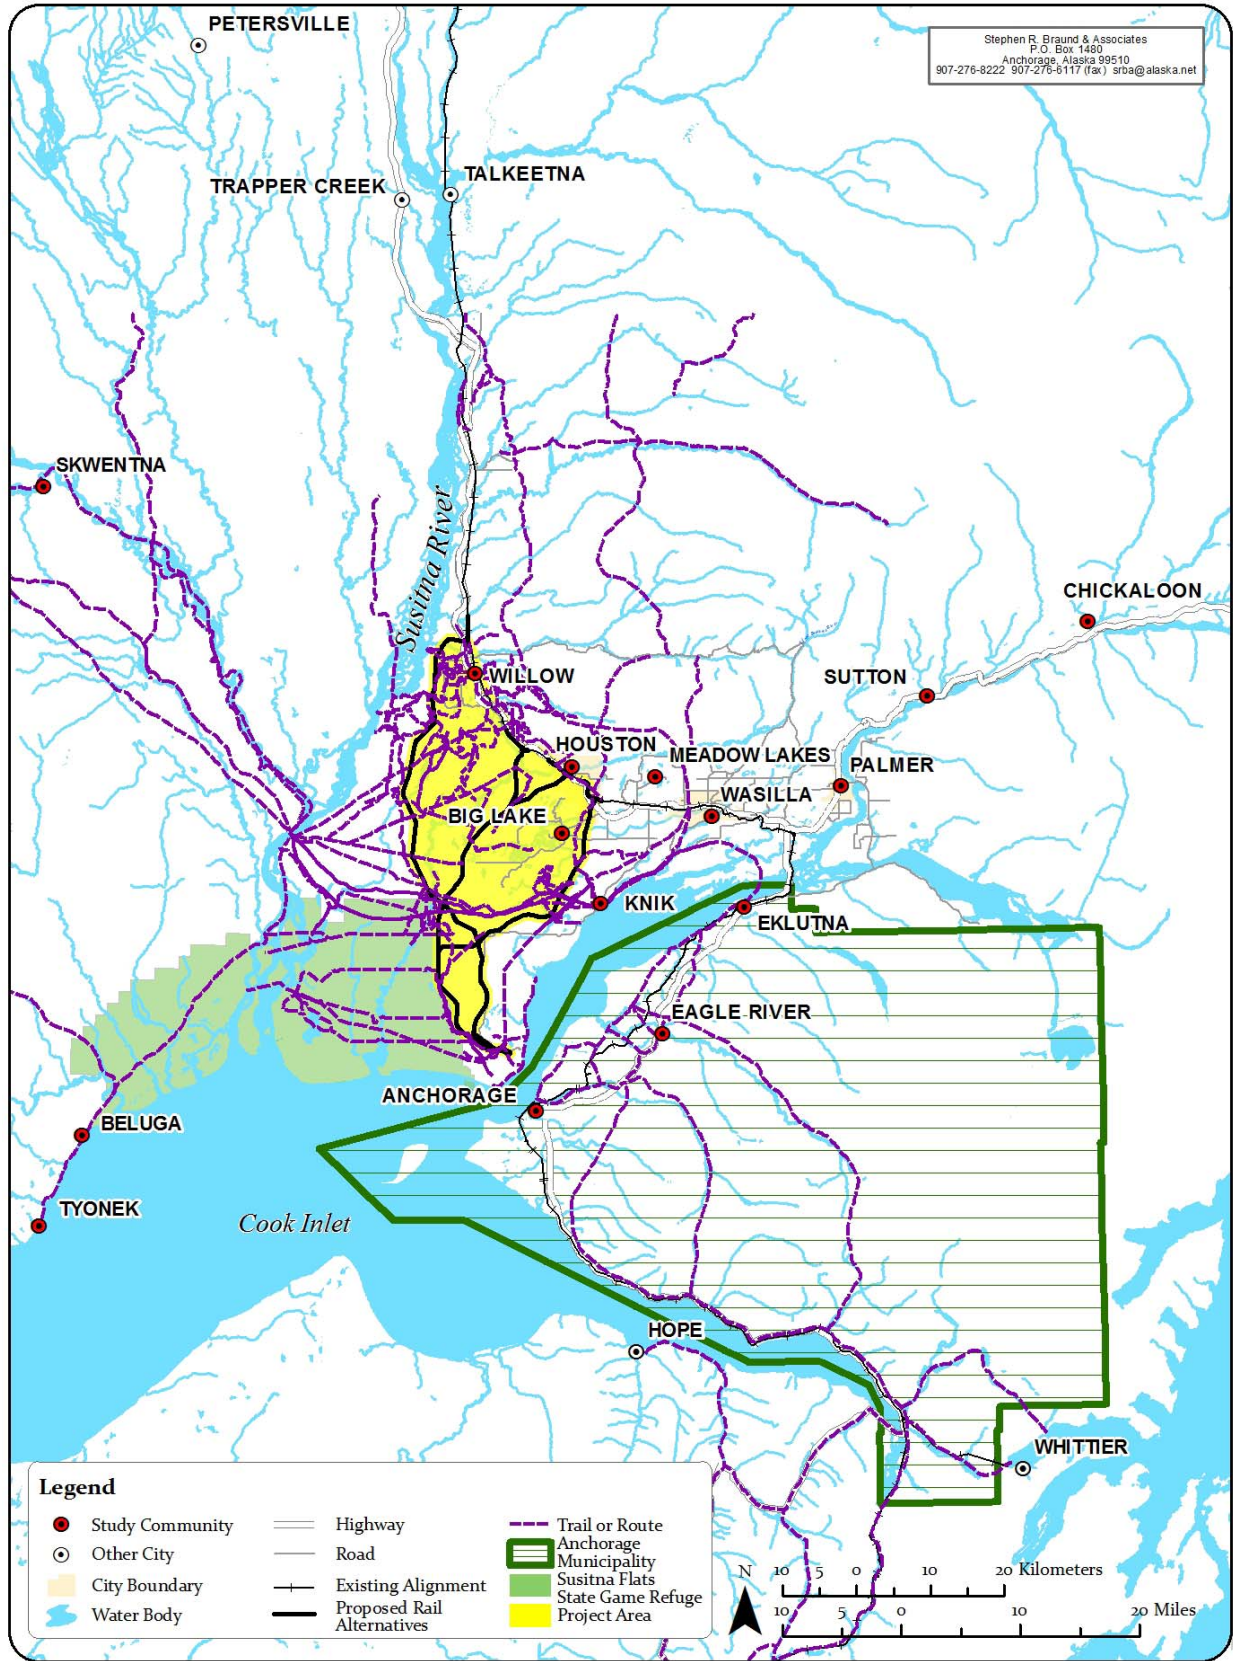 PETERSVILLE
Stephen R. Braund & Associates
P.O. Box 1480
Anchorage, Alaska 99510
907-276-8222 907-276-6117 (fax) srba@alaska.net
TALKEETNA
TRAPPER CREEK
SKWENTNA
Susitna River
CHICKALOON
WILLOW
SUTTON
HOUSTON
MEADOW LAKES
PALMER
WASILLA
BIG LAKE
KNIK
EKLUTNA
EAGLE RIVER
ANCHORAGE
BELUGA
TYONEK
Cook Inlet
HOPE
WHITTIER
Legend
Study Community
Other City
City Boundary
Water Body
Highway
Road
Existing Alignment
Proposed Rail
Alternatives
Trail or Route
Anchorage
Municipality
Susitna Flats
State Game Refuge
Project Area
N
10 5 0 10 20 Kilometers
10 5 0 10 20 Miles